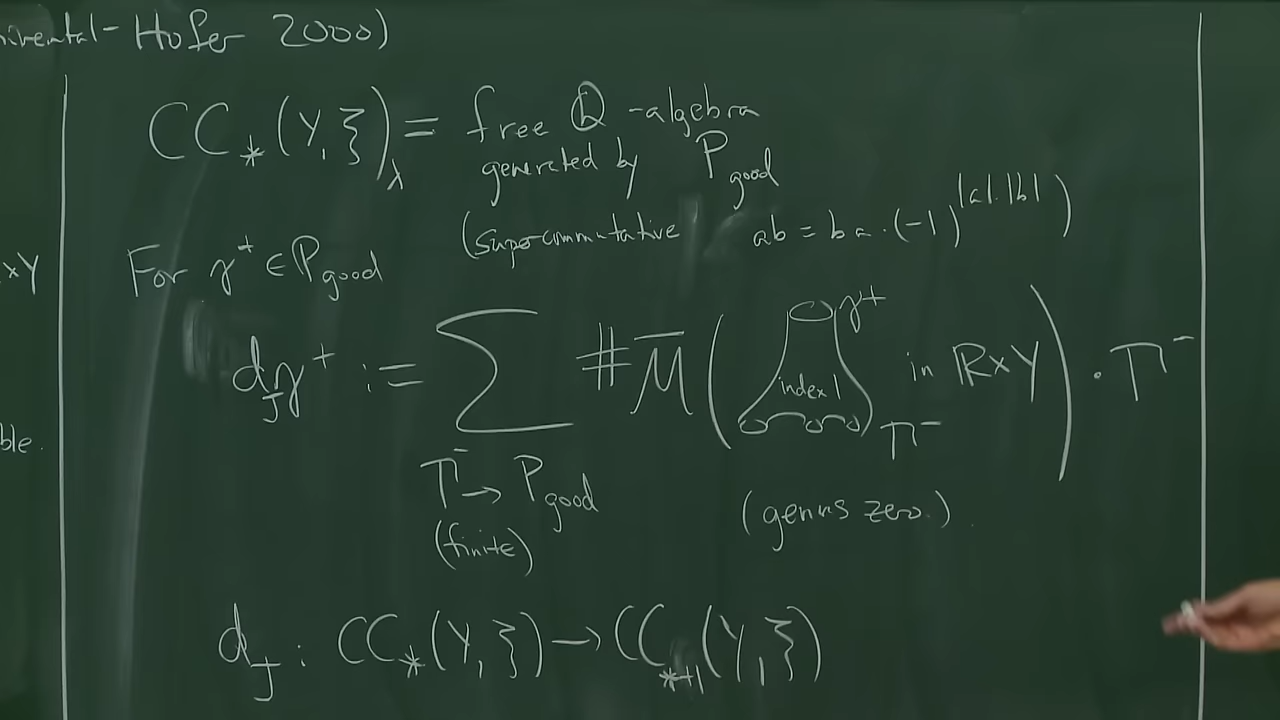 -Hofer 2000)
CC_*(Y, ξ)_λ = free Q-algebra
generated by P_good
(supercommutative ab = ba·(-1)^{|a|·|b|})
×Y
For γ^+ ∈ P_good
d_J γ^+ := Σ # M̄ ( γ^+ index 1 Γ^- in R×Y ) · Γ^-
ble.
Γ^- → P_good
(finite)
(genus zero)
d_J : CC_*(Y, ξ) → CC_{*+1}(Y, ξ)